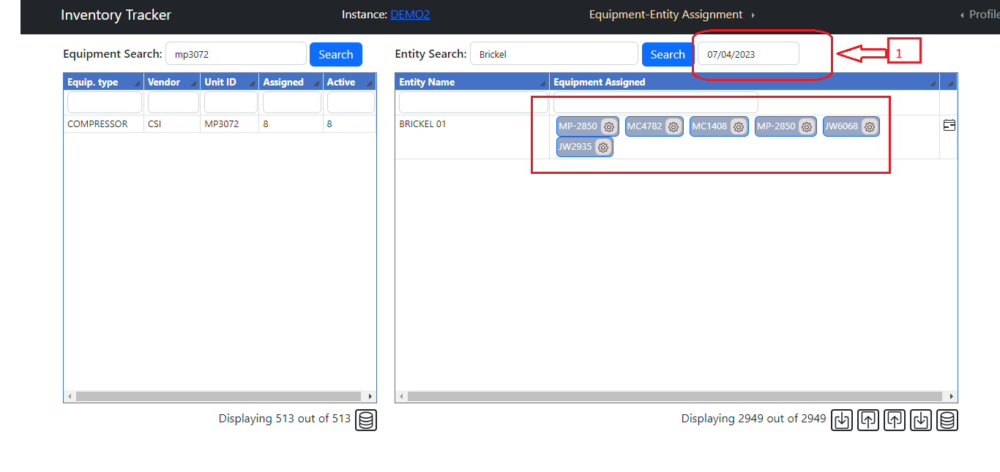 Inventory Tracker Instance: DEMO2 Equipment-Entity Assignment Profile
Equipment Search: mp3072 Search Entity Search: Brickel Search 07/04/2023 1
Equip. type Vendor Unit ID Assigned Active Entity Name Equipment Assigned
COMPRESSOR CSI MP3072 8 8 BRICKEL 01 MP-2850 MC4782 MC1408 MP-2850 JW6068
JW2935
Displaying 513 out of 513 Displaying 2949 out of 2949